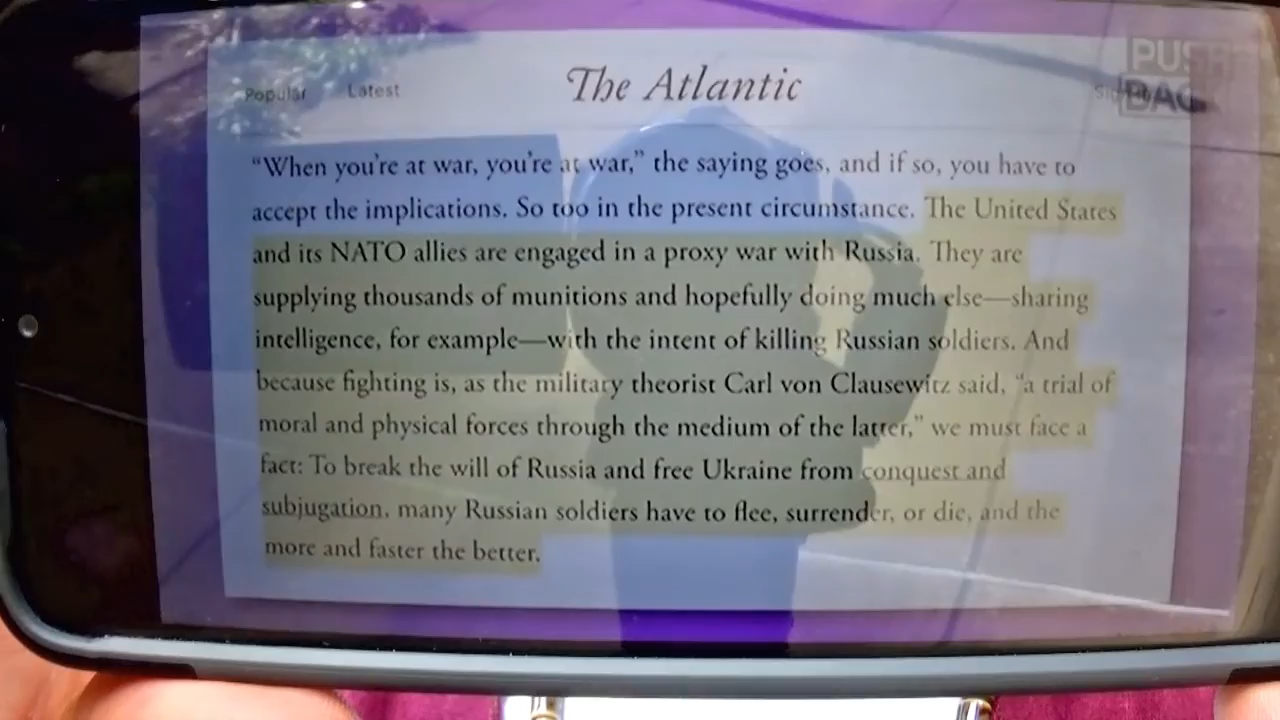 PUSH
BACK
Popular Latest The Atlantic
“When you’re at war, you’re at war,” the saying goes, and if so, you have to
accept the implications. So too in the present circumstance. The United States
and its NATO allies are engaged in a proxy war with Russia. They are
supplying thousands of munitions and hopefully doing much else—sharing
intelligence, for example—with the intent of killing Russian soldiers. And
because fighting is, as the military theorist Carl von Clausewitz said, “a trial of
moral and physical forces through the medium of the latter,” we must face a
fact: To break the will of Russia and free Ukraine from conquest and
subjugation, many Russian soldiers have to flee, surrender, or die, and the
more and faster the better.